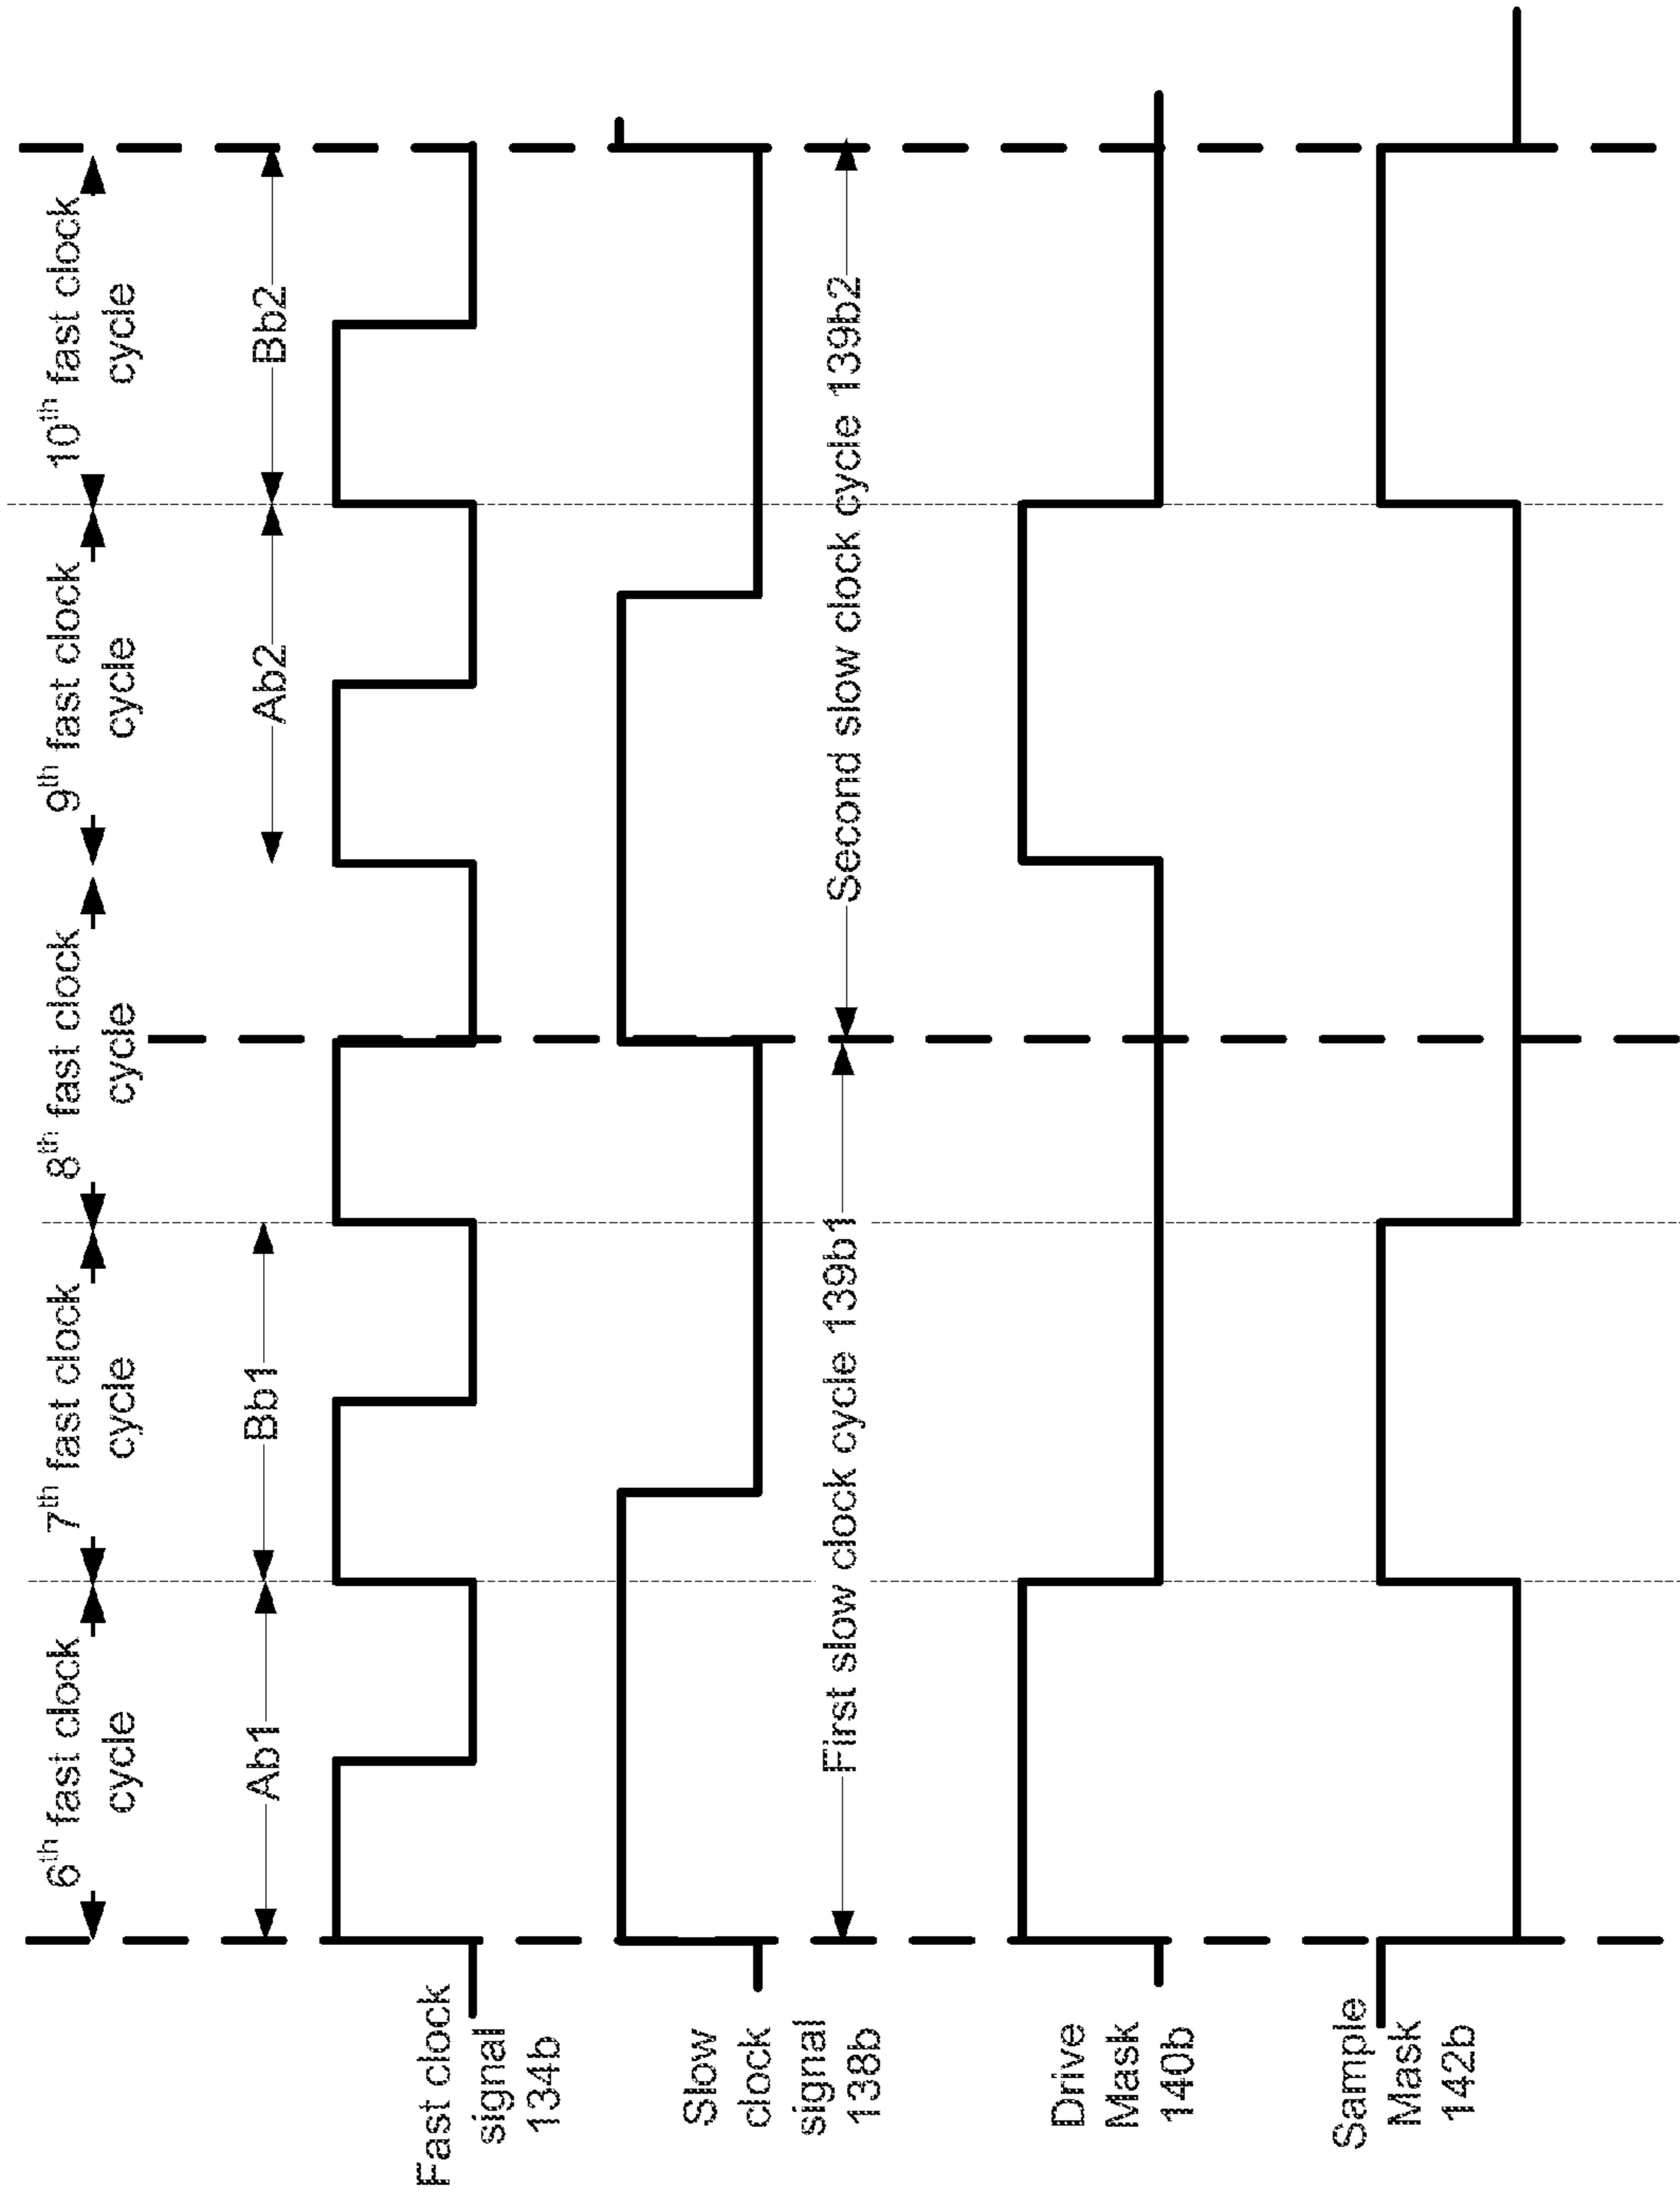 6th fast clock
cycle
7th fast clock
cycle
8th fast clock
cycle
9th fast clock
cycle
10th fast clock
cycle
Ab1
Bb1
Ab2
Bb2
Fast clock
signal
134b
Slow
clock
signal
138b
First slow clock cycle 139b1
Second slow clock cycle 139b2
Drive
Mask
140b
Sample
Mask
142b